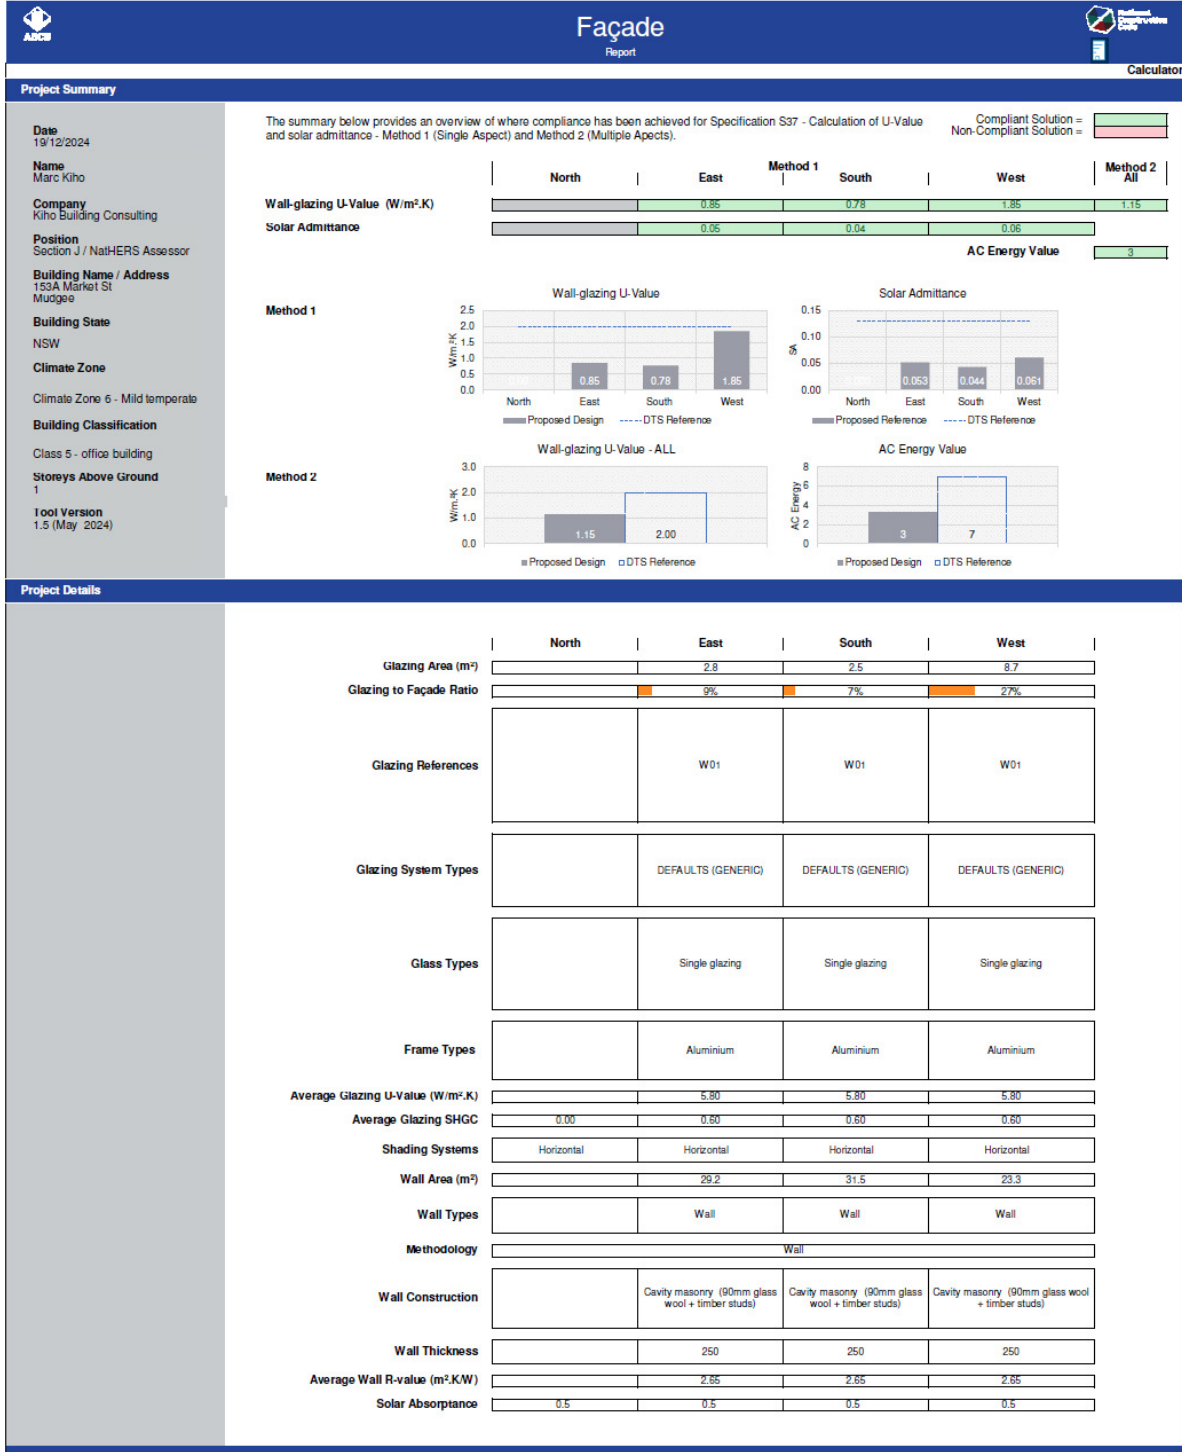 ABCB
Façade
Report
National
Construction
Code
Calculator
Project Summary
Date
19/12/2024
Name
Marc Kiho
Company
Kiho Building Consulting
Position
Section J / NatHERS Assessor
Building Name / Address
153A Market St
Mudgee
Building State
NSW
Climate Zone
Climate Zone 6 - Mild temperate
Building Classification
Class 5 - office building
Storeys Above Ground
1
Tool Version
1.5 (May 2024)
The summary below provides an overview of where compliance has been achieved for Specification S37 - Calculation of U-Value
and solar admittance - Method 1 (Single Aspect) and Method 2 (Multiple Apects).
Compliant Solution =
Non-Compliant Solution =
Method 1
Method 2
North East South West All
Wall-glazing U-Value (W/m².K) 0.85 0.78 1.85 1.15
Solar Admittance 0.05 0.04 0.06
AC Energy Value 3
Method 1
Wall-glazing U-Value
W/m.²K
2.5
2.0
1.5
1.0
0.5
0.0
0.85 0.78 1.85
North East South West
Proposed Design DTS Reference
Solar Admittance
SA
0.15
0.10
0.05
0.00
0.053 0.044 0.061
North East South West
Proposed Reference DTS Reference
Method 2
Wall-glazing U-Value - ALL
W/m.²K
3.0
2.0
1.0
0.0
1.15 2.00
Proposed Design DTS Reference
AC Energy Value
AC Energy
8
6
4
2
0
3 7
Proposed Design DTS Reference
Project Details
North East South West
Glazing Area (m²) 2.8 2.5 8.7
Glazing to Façade Ratio 9% 7% 27%
Glazing References W01 W01 W01
Glazing System Types DEFAULTS (GENERIC) DEFAULTS (GENERIC) DEFAULTS (GENERIC)
Glass Types Single glazing Single glazing Single glazing
Frame Types Aluminium Aluminium Aluminium
Average Glazing U-Value (W/m².K) 5.80 5.80 5.80
Average Glazing SHGC 0.00 0.60 0.60 0.60
Shading Systems Horizontal Horizontal Horizontal Horizontal
Wall Area (m²) 29.2 31.5 23.3
Wall Types Wall Wall Wall
Methodology Wall
Wall Construction
Cavity masonry (90mm glass wool + timber studs)
Cavity masonry (90mm glass wool + timber studs)
Cavity masonry (90mm glass wool + timber studs)
Wall Thickness 250 250 250
Average Wall R-value (m².K/W) 2.65 2.65 2.65
Solar Absorptance 0.5 0.5 0.5 0.5